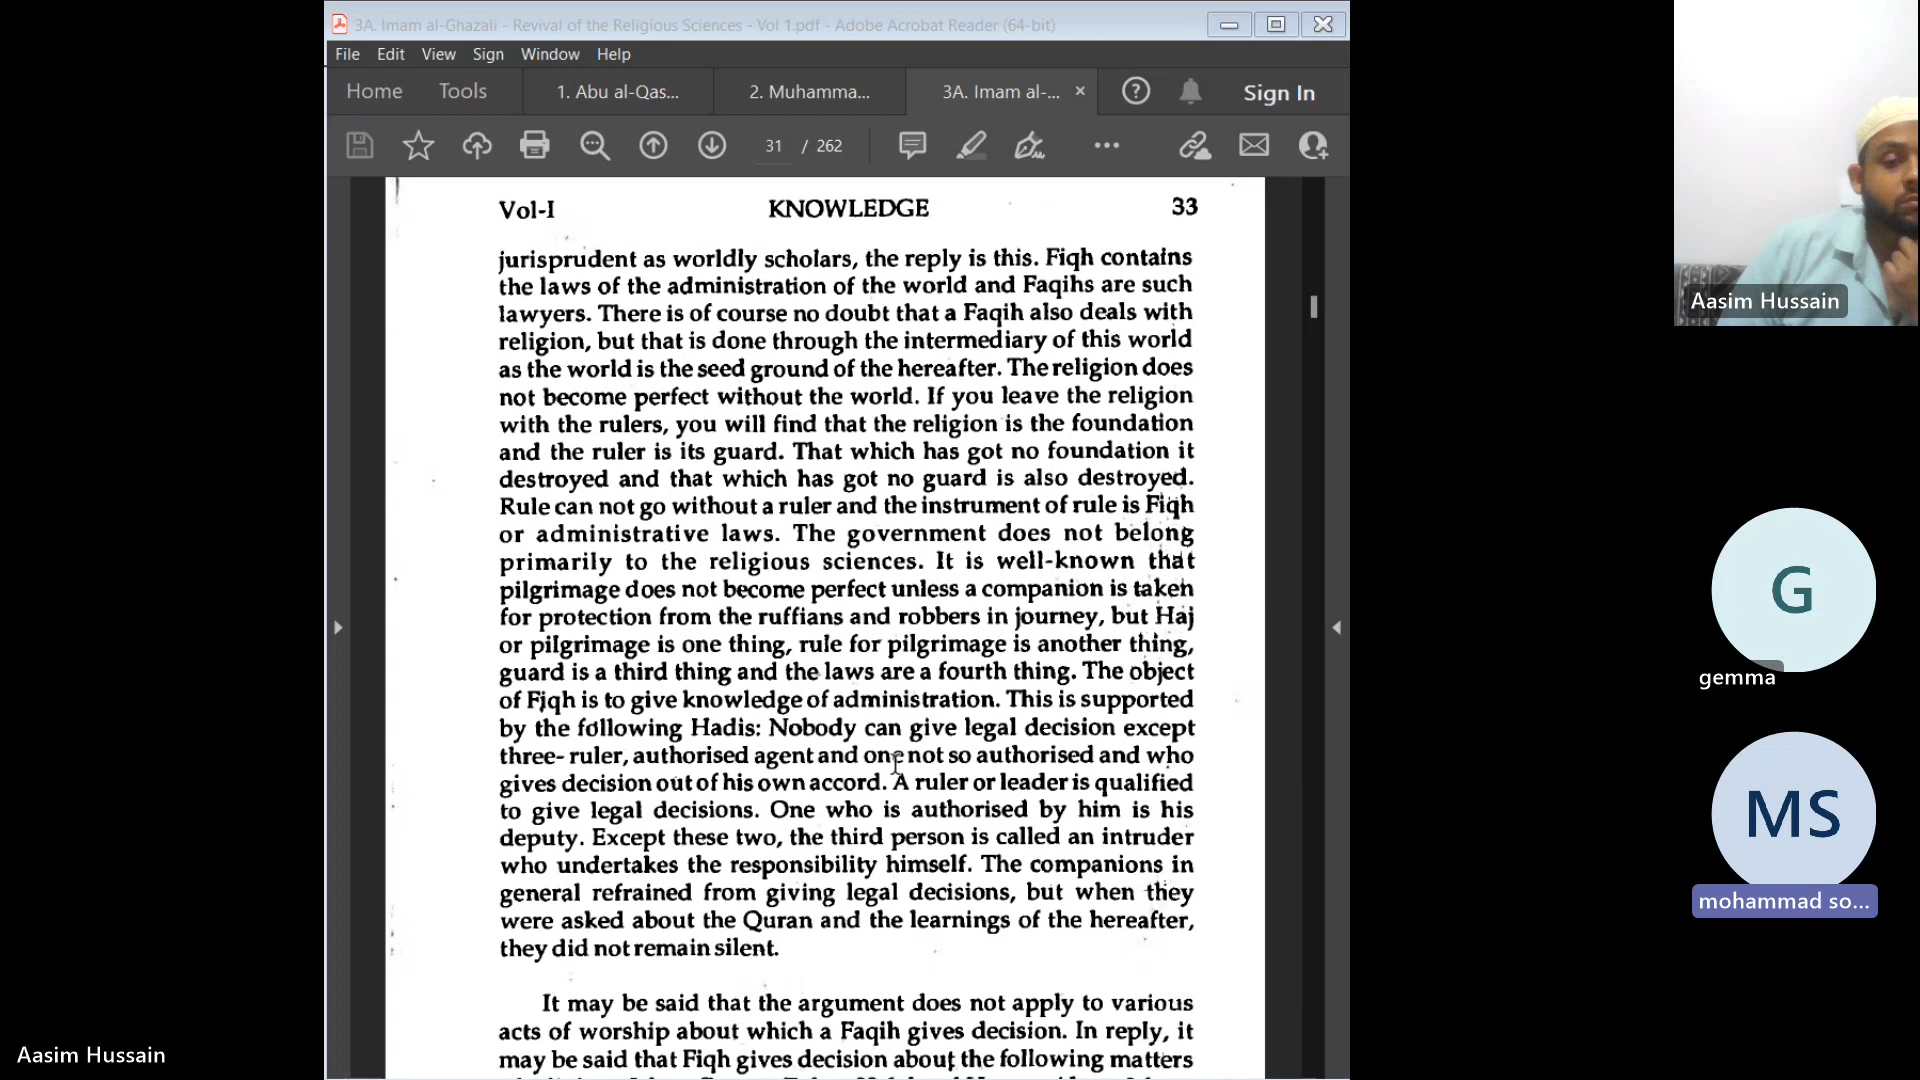 3A. Imam al-Ghazali - Revival of the Religious Sciences - Vol 1.pdf - Adobe Acrobat Reader (64-bit)
File Edit View Sign Window Help
Home Tools 1. Abu al-Qas... 2. Muhamma... 3A. Imam al-... × ? Sign In
31 / 262
Vol-I KNOWLEDGE 33
jurisprudent as worldly scholars, the reply is this. Fiqh contains
the laws of the administration of the world and Faqihs are such
lawyers. There is of course no doubt that a Faqih also deals with
religion, but that is done through the intermediary of this world
as the world is the seed ground of the hereafter. The religion does
not become perfect without the world. If you leave the religion
with the rulers, you will find that the religion is the foundation
and the ruler is its guard. That which has got no foundation it
destroyed and that which has got no guard is also destroyed.
Rule can not go without a ruler and the instrument of rule is Fiqh
or administrative laws. The government does not belong
primarily to the religious sciences. It is well-known that
pilgrimage does not become perfect unless a companion is taken
for protection from the ruffians and robbers in journey, but Haj
or pilgrimage is one thing, rule for pilgrimage is another thing,
guard is a third thing and the laws are a fourth thing. The object
of Fiqh is to give knowledge of administration. This is supported
by the following Hadis: Nobody can give legal decision except
three- ruler, authorised agent and one not so authorised and who
gives decision out of his own accord. A ruler or leader is qualified
to give legal decisions. One who is authorised by him is his
deputy. Except these two, the third person is called an intruder
who undertakes the responsibility himself. The companions in
general refrained from giving legal decisions, but when they
were asked about the Quran and the learnings of the hereafter,
they did not remain silent.
It may be said that the argument does not apply to various
acts of worship about which a Faqih gives decision. In reply, it
may be said that Fiqh gives decision about the following matters
Aasim Hussain
G
gemma
MS
mohammad so...
Aasim Hussain